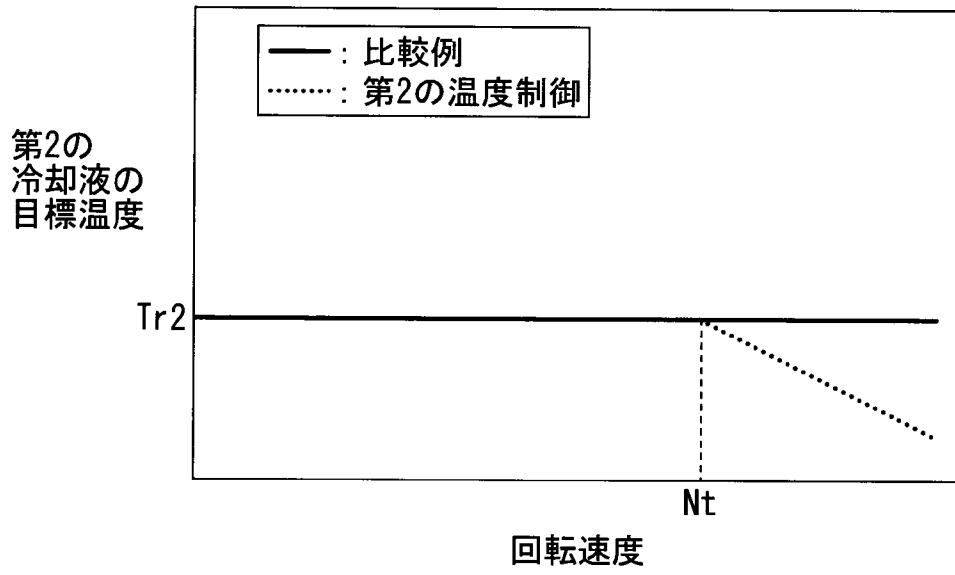 : 比較例
: 第2の温度制御
第2の
冷却液の
目標温度
Tr2
Nt
回転速度